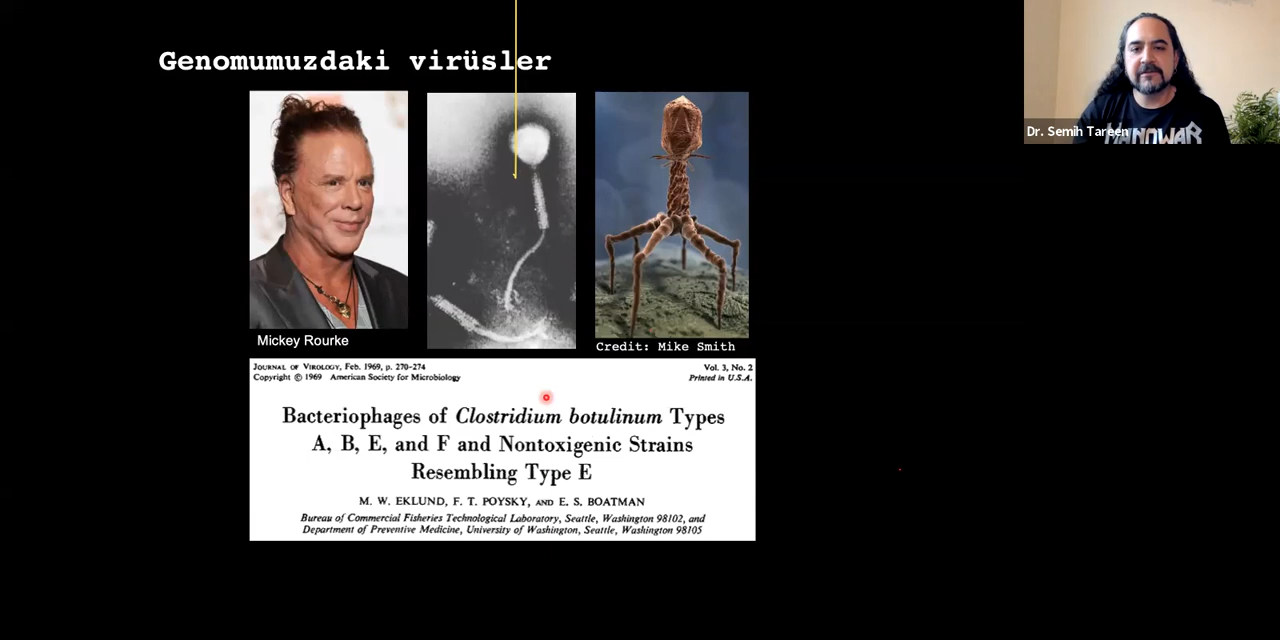 Genomumuzdaki virüsler
Dr. Semih Tareen
MANOWAR
Mickey Rourke
Credit: Mike Smith
JOURNAL OF VIROLOGY, Feb. 1969, p. 270-274
Copyright © 1969 American Society for Microbiology
Vol. 3, No. 2
Printed in U.S.A.
Bacteriophages of Clostridium botulinum Types
A, B, E, and F and Nontoxigenic Strains
Resembling Type E
M. W. EKLUND, F. T. POYSKY, AND E. S. BOATMAN
Bureau of Commercial Fisheries Technological Laboratory, Seattle, Washington 98102, and
Department of Preventive Medicine, University of Washington, Seattle, Washington 98105